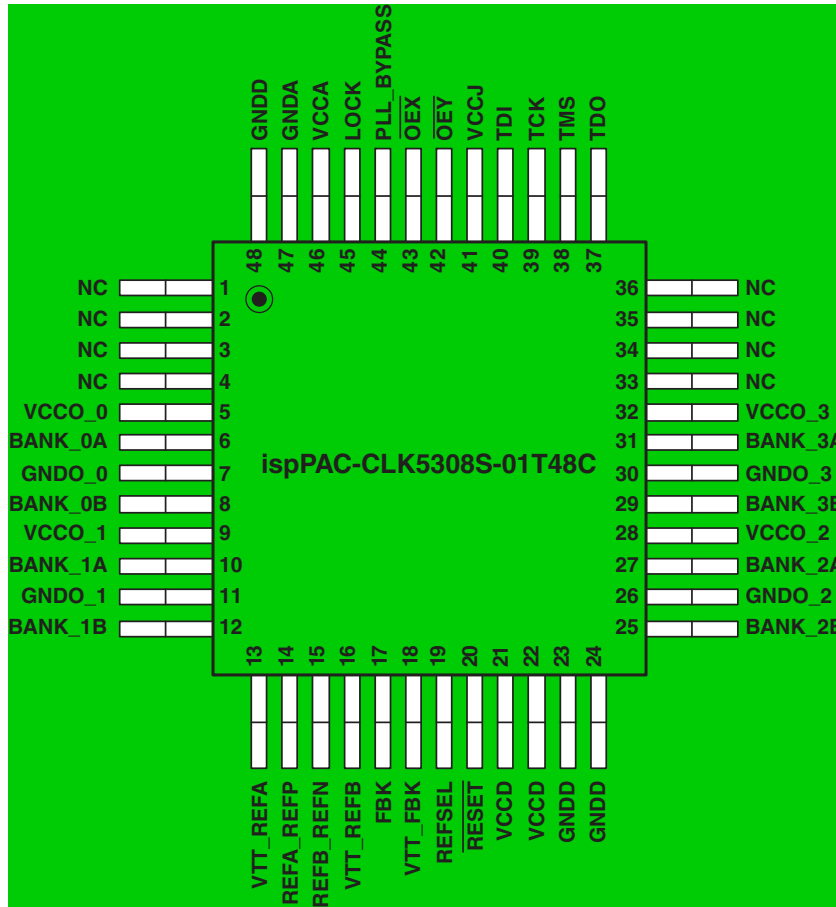 GNDD
GNDA
VCCA
LOCK
PLL_BYPASS
OEX
OEY
VCCJ
TDI
TCK
TMS
TDO
48
47
46
45
44
43
42
41
40
39
38
37
NC 1
NC 2
NC 3
NC 4
VCCO_0 5
BANK_0A 6
GNDO_0 7
BANK_0B 8
VCCO_1 9
BANK_1A 10
GNDO_1 11
BANK_1B 12
ispPAC-CLK5308S-01T48C
36 NC
35 NC
34 NC
33 NC
32 VCCO_3
31 BANK_3A
30 GNDO_3
29 BANK_3B
28 VCCO_2
27 BANK_2A
26 GNDO_2
25 BANK_2B
13
14
15
16
17
18
19
20
21
22
23
24
VTT_REFA
REFA_REFP
REFB_REFN
VTT_REFB
FBK
VTT_FBK
REFSEL
RESET
VCCD
VCCD
GNDD
GNDD